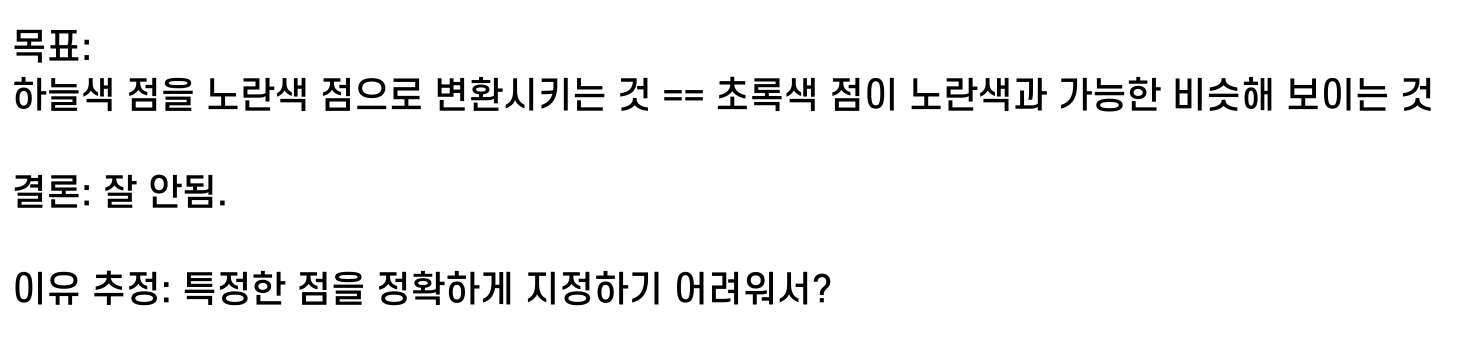 목표:
하늘색 점을 노란색 점으로 변환시키는 것 == 초록색 점이 노란색과 가능한 비슷해 보이는 것
결론: 잘 안됨.
이유 추정: 특정한 점을 정확하게 지정하기 어려워서?